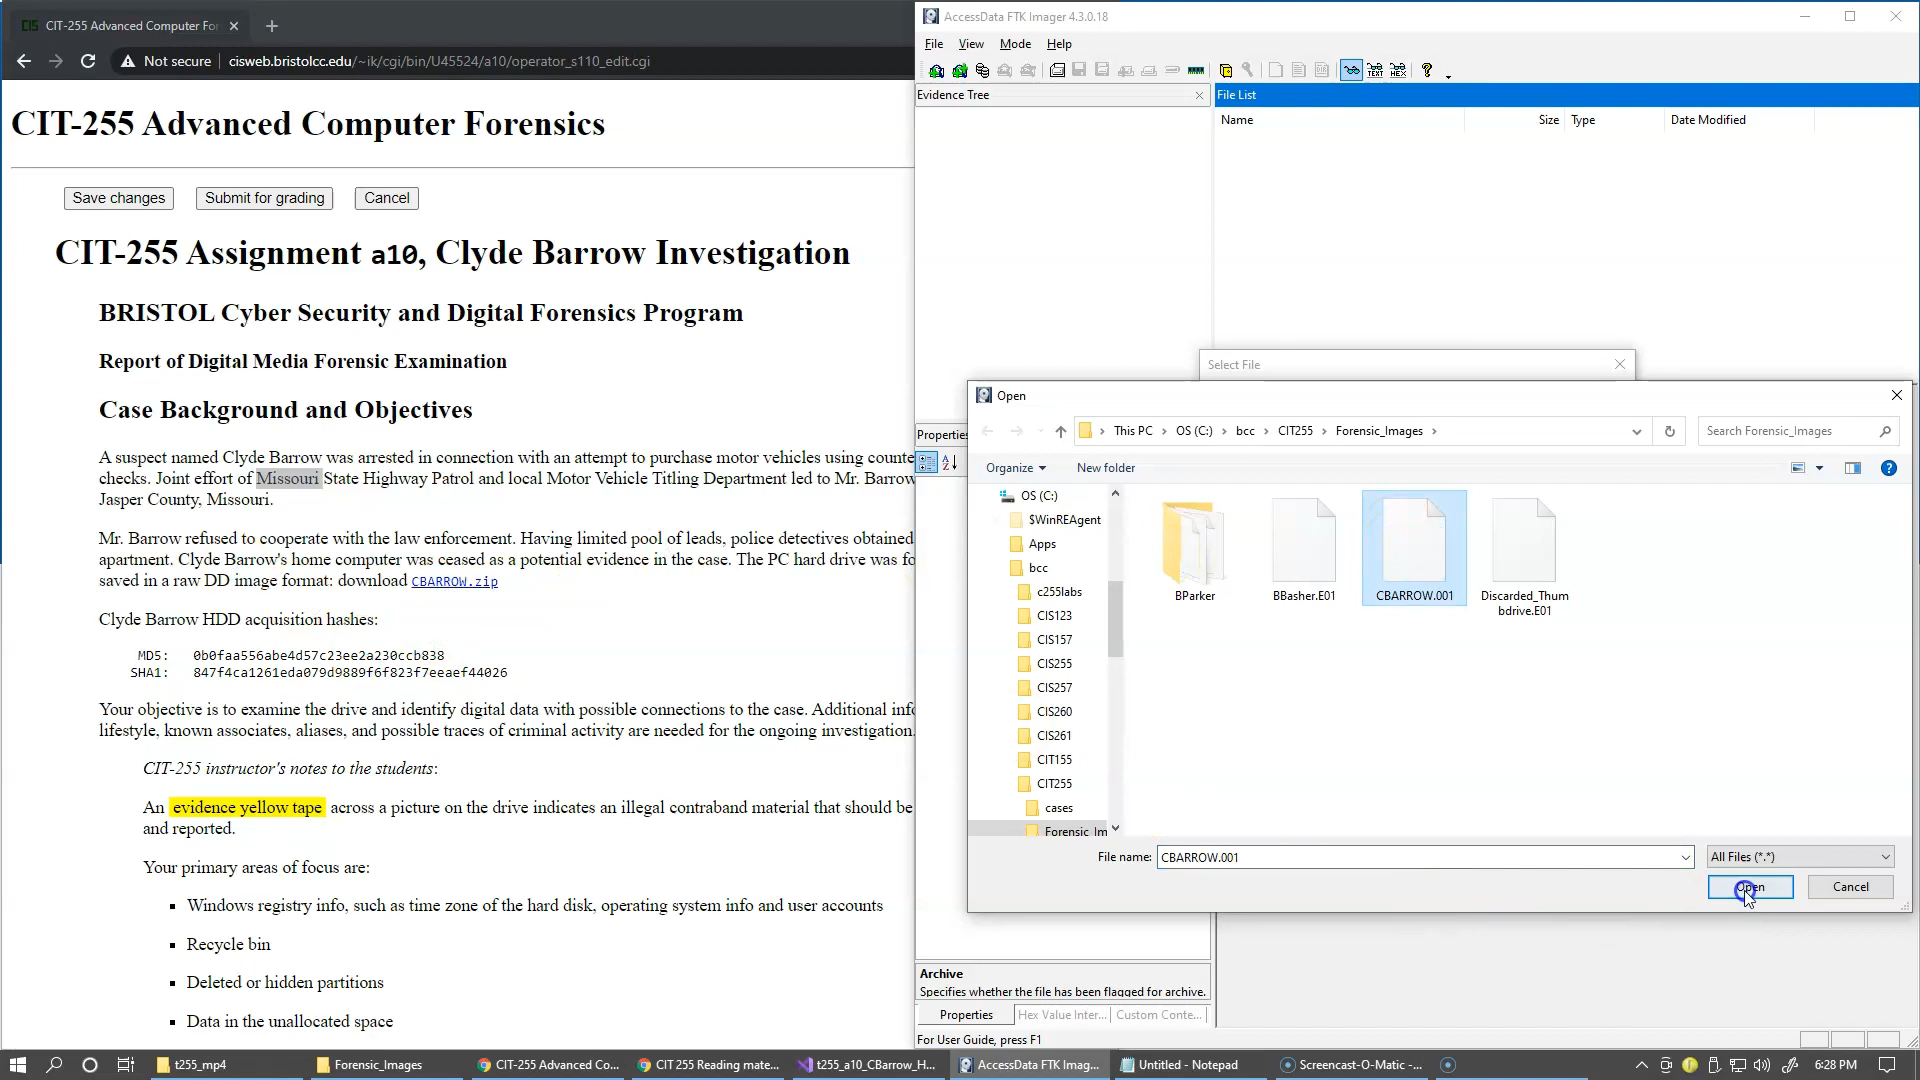 CIS CIT-255 Advanced Computer For
Not secure cisweb.bristolcc.edu/~ik/cgi/bin/U45524/a10/operator_s110_edit.cgi
CIT-255 Advanced Computer Forensics
Save changes Submit for grading Cancel
CIT-255 Assignment a10, Clyde Barrow Investigation
BRISTOL Cyber Security and Digital Forensics Program
Report of Digital Media Forensic Examination
Case Background and Objectives
A suspect named Clyde Barrow was arrested in connection with an attempt to purchase motor vehicles using counte
checks. Joint effort of Missouri State Highway Patrol and local Motor Vehicle Titling Department led to Mr. Barrow
Jasper County, Missouri.
Mr. Barrow refused to cooperate with the law enforcement. Having limited pool of leads, police detectives obtained
apartment. Clyde Barrow's home computer was ceased as a potential evidence in the case. The PC hard drive was fo
saved in a raw DD image format: download CBARROW.zip
Clyde Barrow HDD acquisition hashes:
MD5: 0b0faa556abe4d57c23ee2a230ccb838
SHA1: 847f4ca1261eda079d9889f6f823f7eeaef44026
Your objective is to examine the drive and identify digital data with possible connections to the case. Additional info
lifestyle, known associates, aliases, and possible traces of criminal activity are needed for the ongoing investigation.
CIT-255 instructor's notes to the students:
An evidence yellow tape across a picture on the drive indicates an illegal contraband material that should be
and reported.
Your primary areas of focus are:
Windows registry info, such as time zone of the hard disk, operating system info and user accounts
Recycle bin
Deleted or hidden partitions
Data in the unallocated space
AccessData FTK Imager 4.3.0.18
File View Mode Help
TEXT HEX
Evidence Tree
File List
Name Size Type Date Modified
Select File
Properties
Open
This PC OS (C:) bcc CIT255 Forensic_Images
Search Forensic_Images
Organize New folder
OS (C:)
$WinREAgent
Apps
bcc
c255labs
CIS123
CIS157
CIS255
CIS257
CIS260
CIS261
CIT155
CIT255
cases
Forensic_Im
BParker
BBasher.E01
CBARROW.001
Discarded_Thum
bdrive.E01
File name: CBARROW.001
All Files (*.*)
Open Cancel
Archive
Specifies whether the file has been flagged for archive.
Properties Hex Value Inter... Custom Conte...
For User Guide, press F1
t255_mp4 Forensic_Images CIT-255 Advanced Co... CIT 255 Reading mate... t255_a10_CBarrow_H... AccessData FTK Imag... Untitled - Notepad Screencast-O-Matic -... 6:28 PM